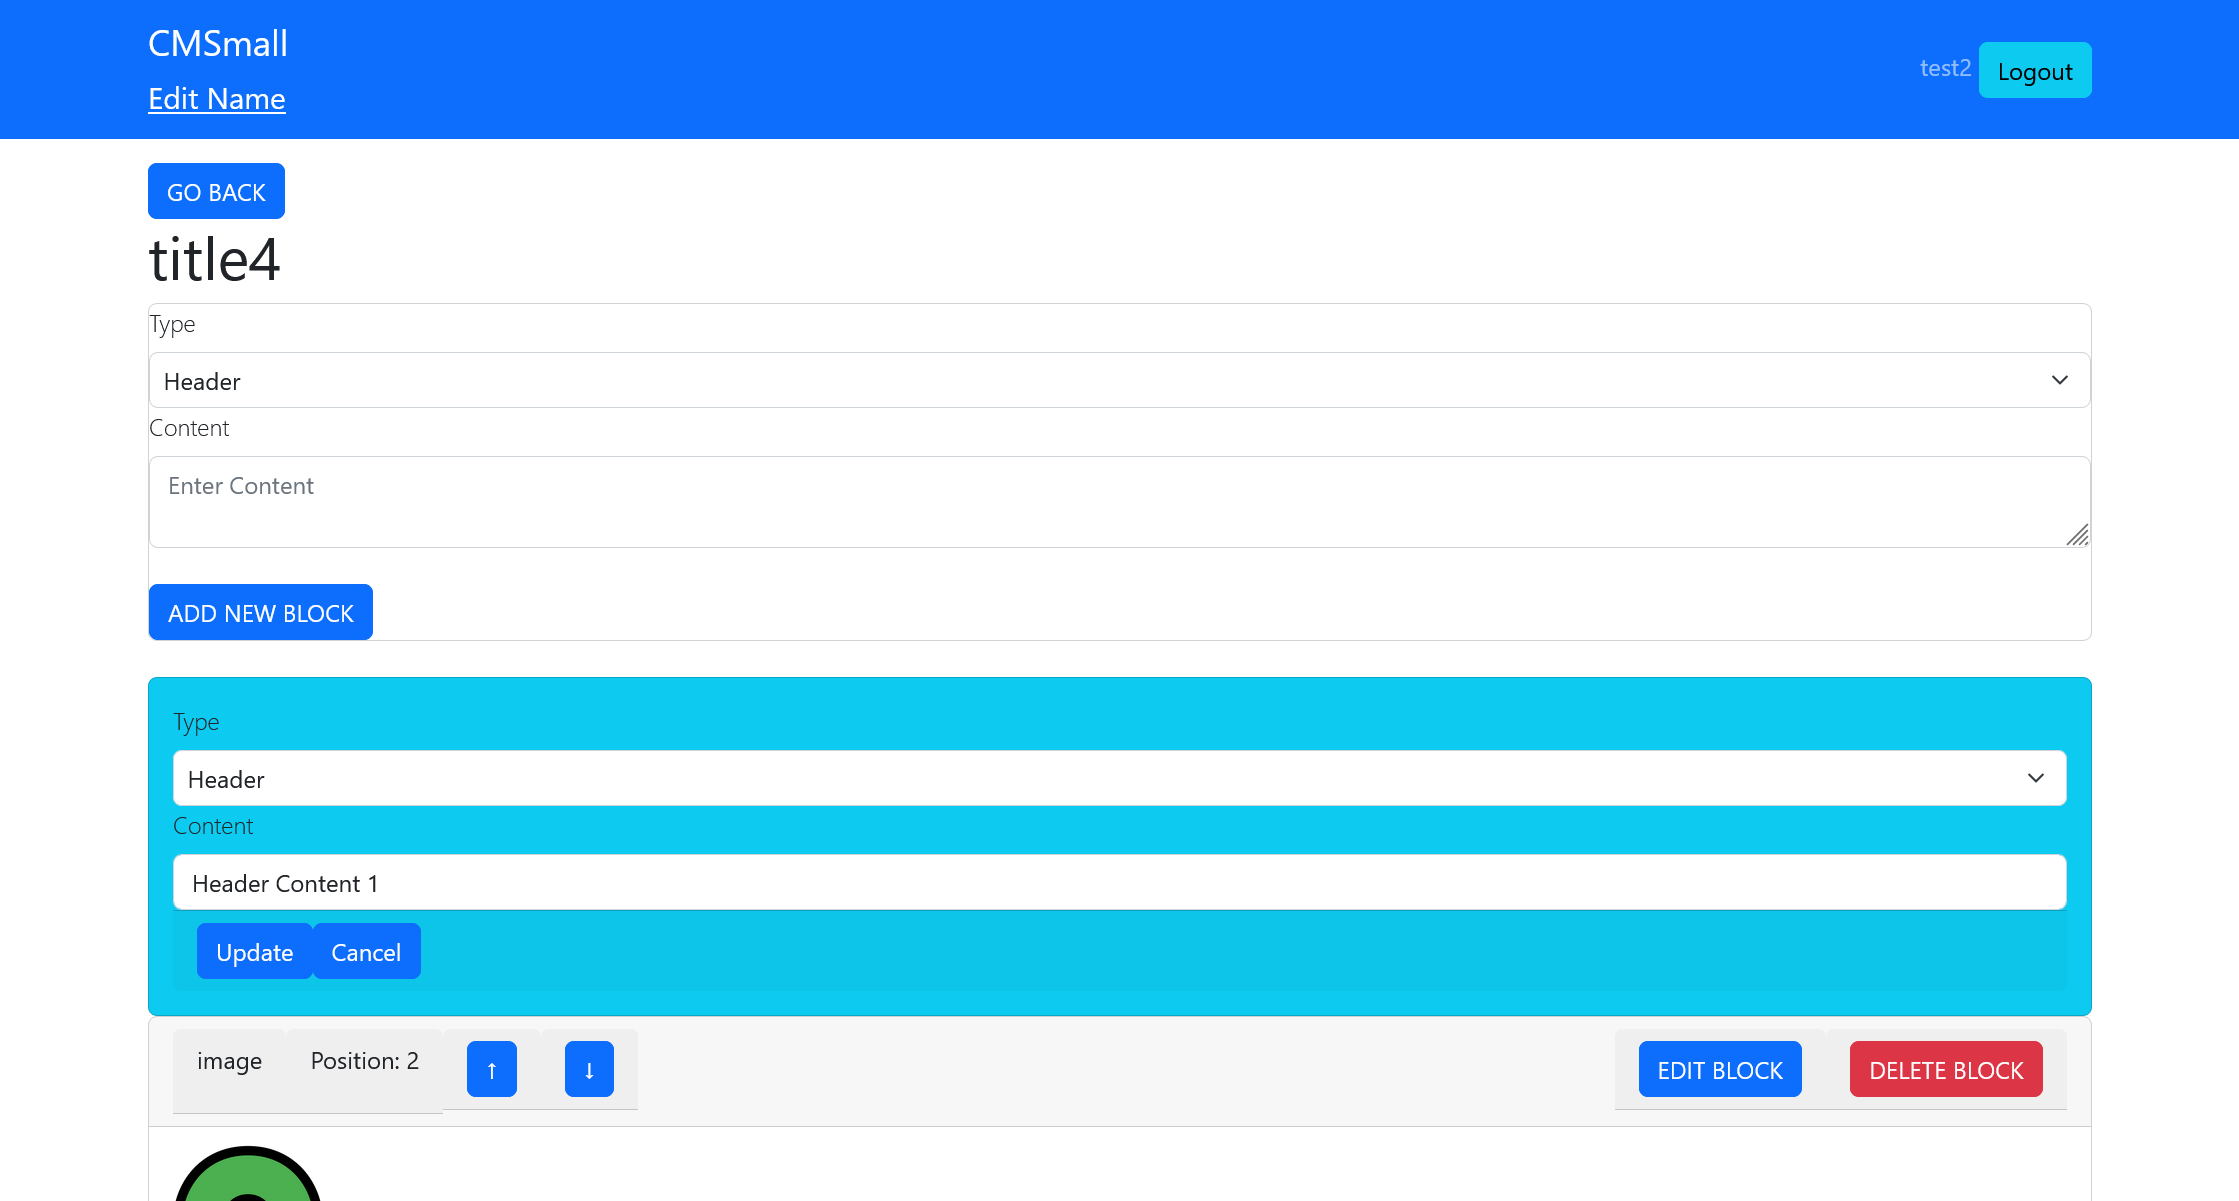 CMSmall
Edit Name
test2 Logout
GO BACK
title4
Type
Header
Content
Enter Content
ADD NEW BLOCK
Type
Header
Content
Header Content 1
Update Cancel
image Position: 2 ↑ ↓ EDIT BLOCK DELETE BLOCK